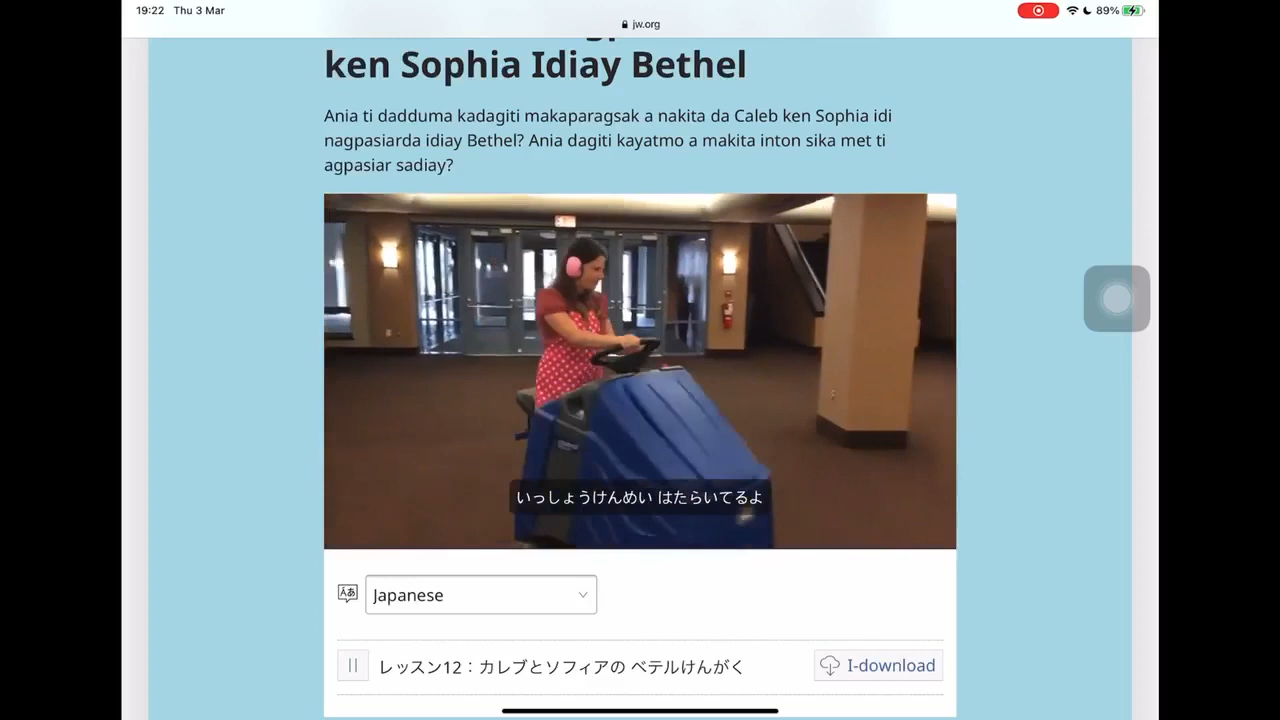 19:22 Thu 3 Mar
89%
jw.org
ken Sophia Idiay Bethel
Ania ti dadduma kadagiti makaparagsak a nakita da Caleb ken Sophia idi
nagpasiarda idiay Bethel? Ania dagiti kayatmo a makita inton sika met ti
agpasiar sadiay?
いっしょうけんめい はたらいてるよ
Japanese
レッスン12：カレブとソフィアの ベテルけんがく
I-download